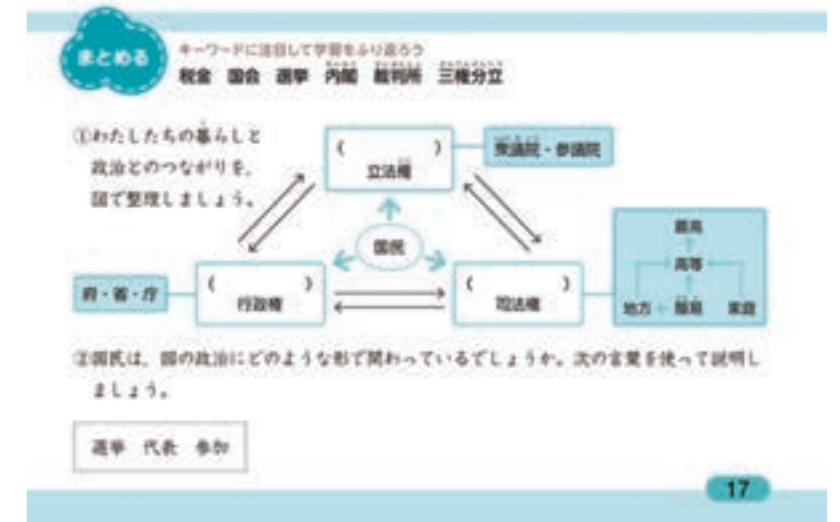 まとめる
キーワードに注目して学習をふり返ろう
税金 国会 選挙 内閣 裁判所 三権分立
①わたしたちの暮らしと
政治とのつながりを、
図で整理しましょう。
( )
立法権
衆議院・参議院
国民
府・省・庁
( )
行政権
( )
司法権
最高
高等
地方 簡易 家庭
②国民は、国の政治にどのような形で関わっているでしょうか。次の言葉を使って説明し
ましょう。
選挙 代表 参加
17